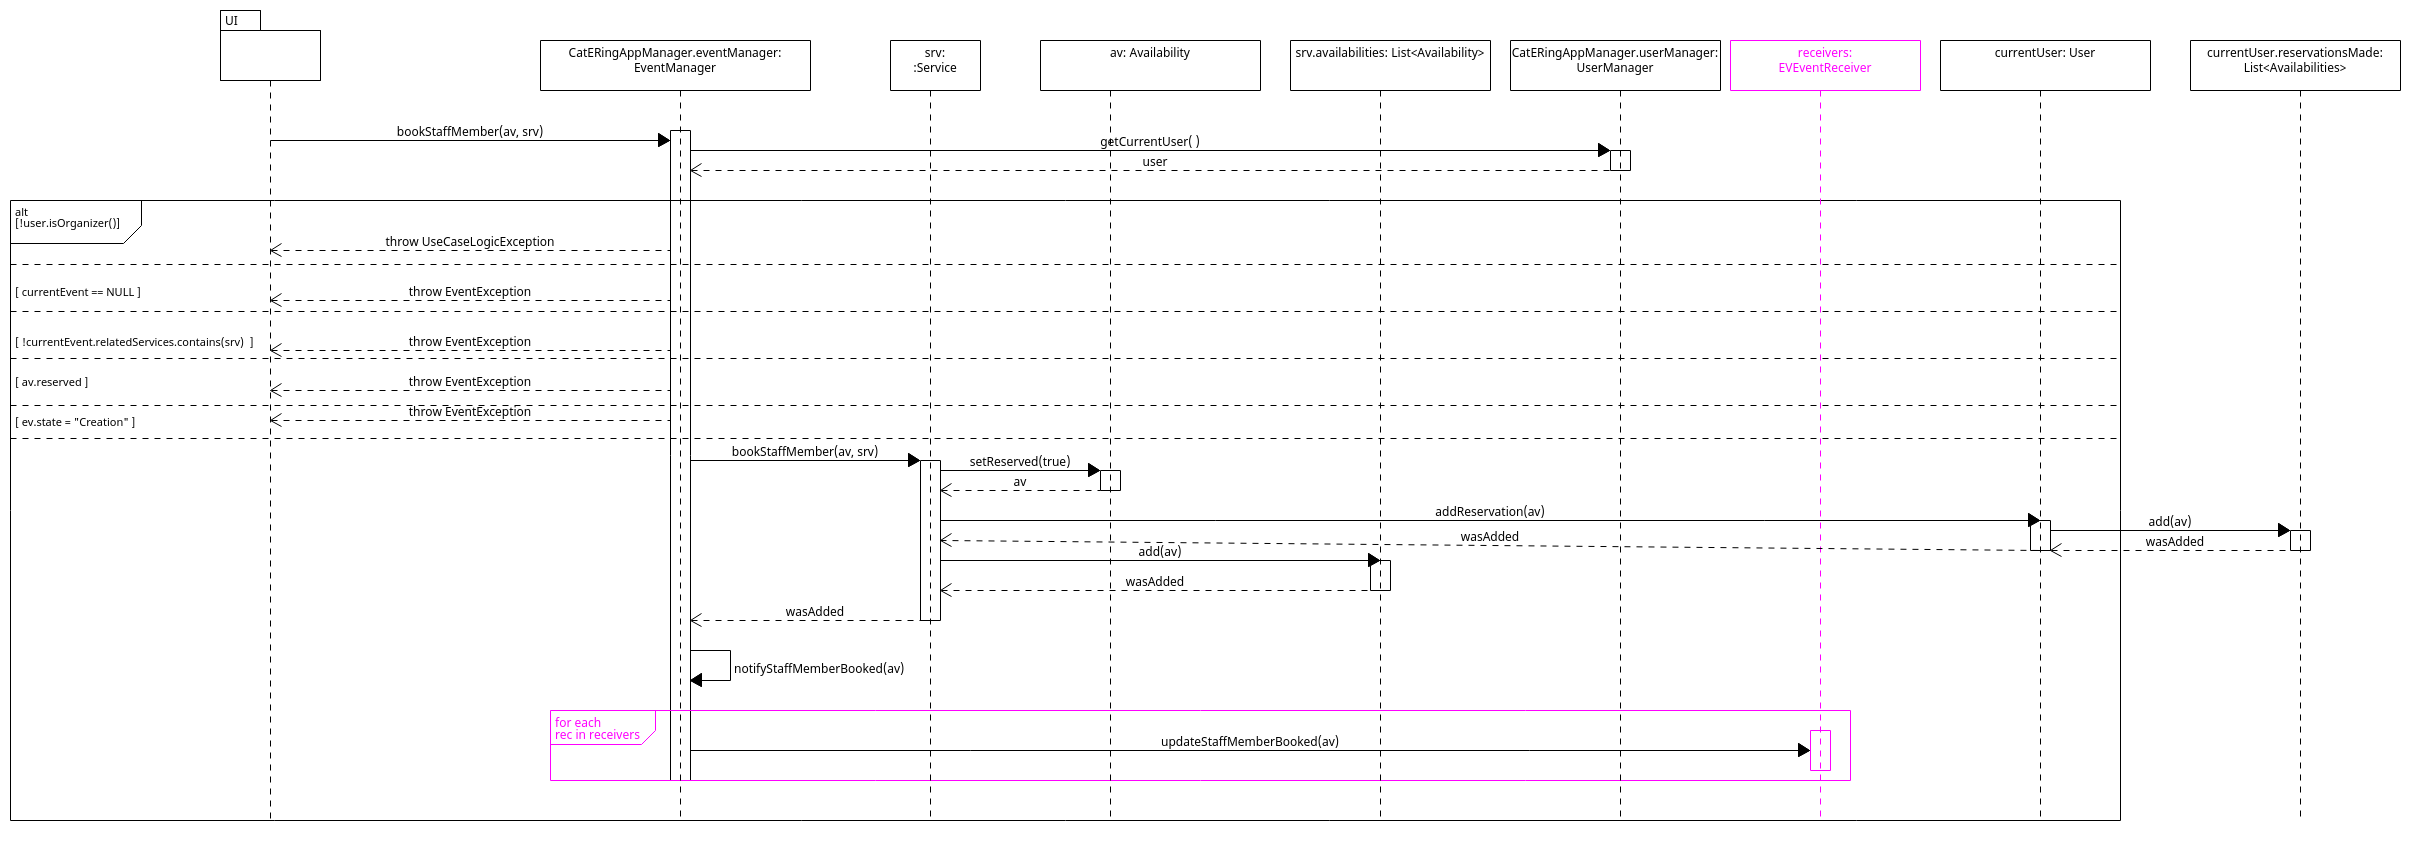 UI
CatERingAppManager.eventManager:
EventManager
srv:
:Service
av: Availability
srv.availabilities: List<Availability>
CatERingAppManager.userManager:
UserManager
receivers:
EVEventReceiver
currentUser: User
currentUser.reservationsMade:
List<Availabilities>
bookStaffMember(av, srv)
getCurrentUser( )
user
alt
[!user.isOrganizer()]
throw UseCaseLogicException
[ currentEvent == NULL ]
throw EventException
[ !currentEvent.relatedServices.contains(srv)  ]
throw EventException
[ av.reserved ]
throw EventException
[ ev.state = "Creation" ]
throw EventException
bookStaffMember(av, srv)
setReserved(true)
av
addReservation(av)
add(av)
wasAdded
wasAdded
add(av)
wasAdded
wasAdded
notifyStaffMemberBooked(av)
for each
rec in receivers
updateStaffMemberBooked(av)